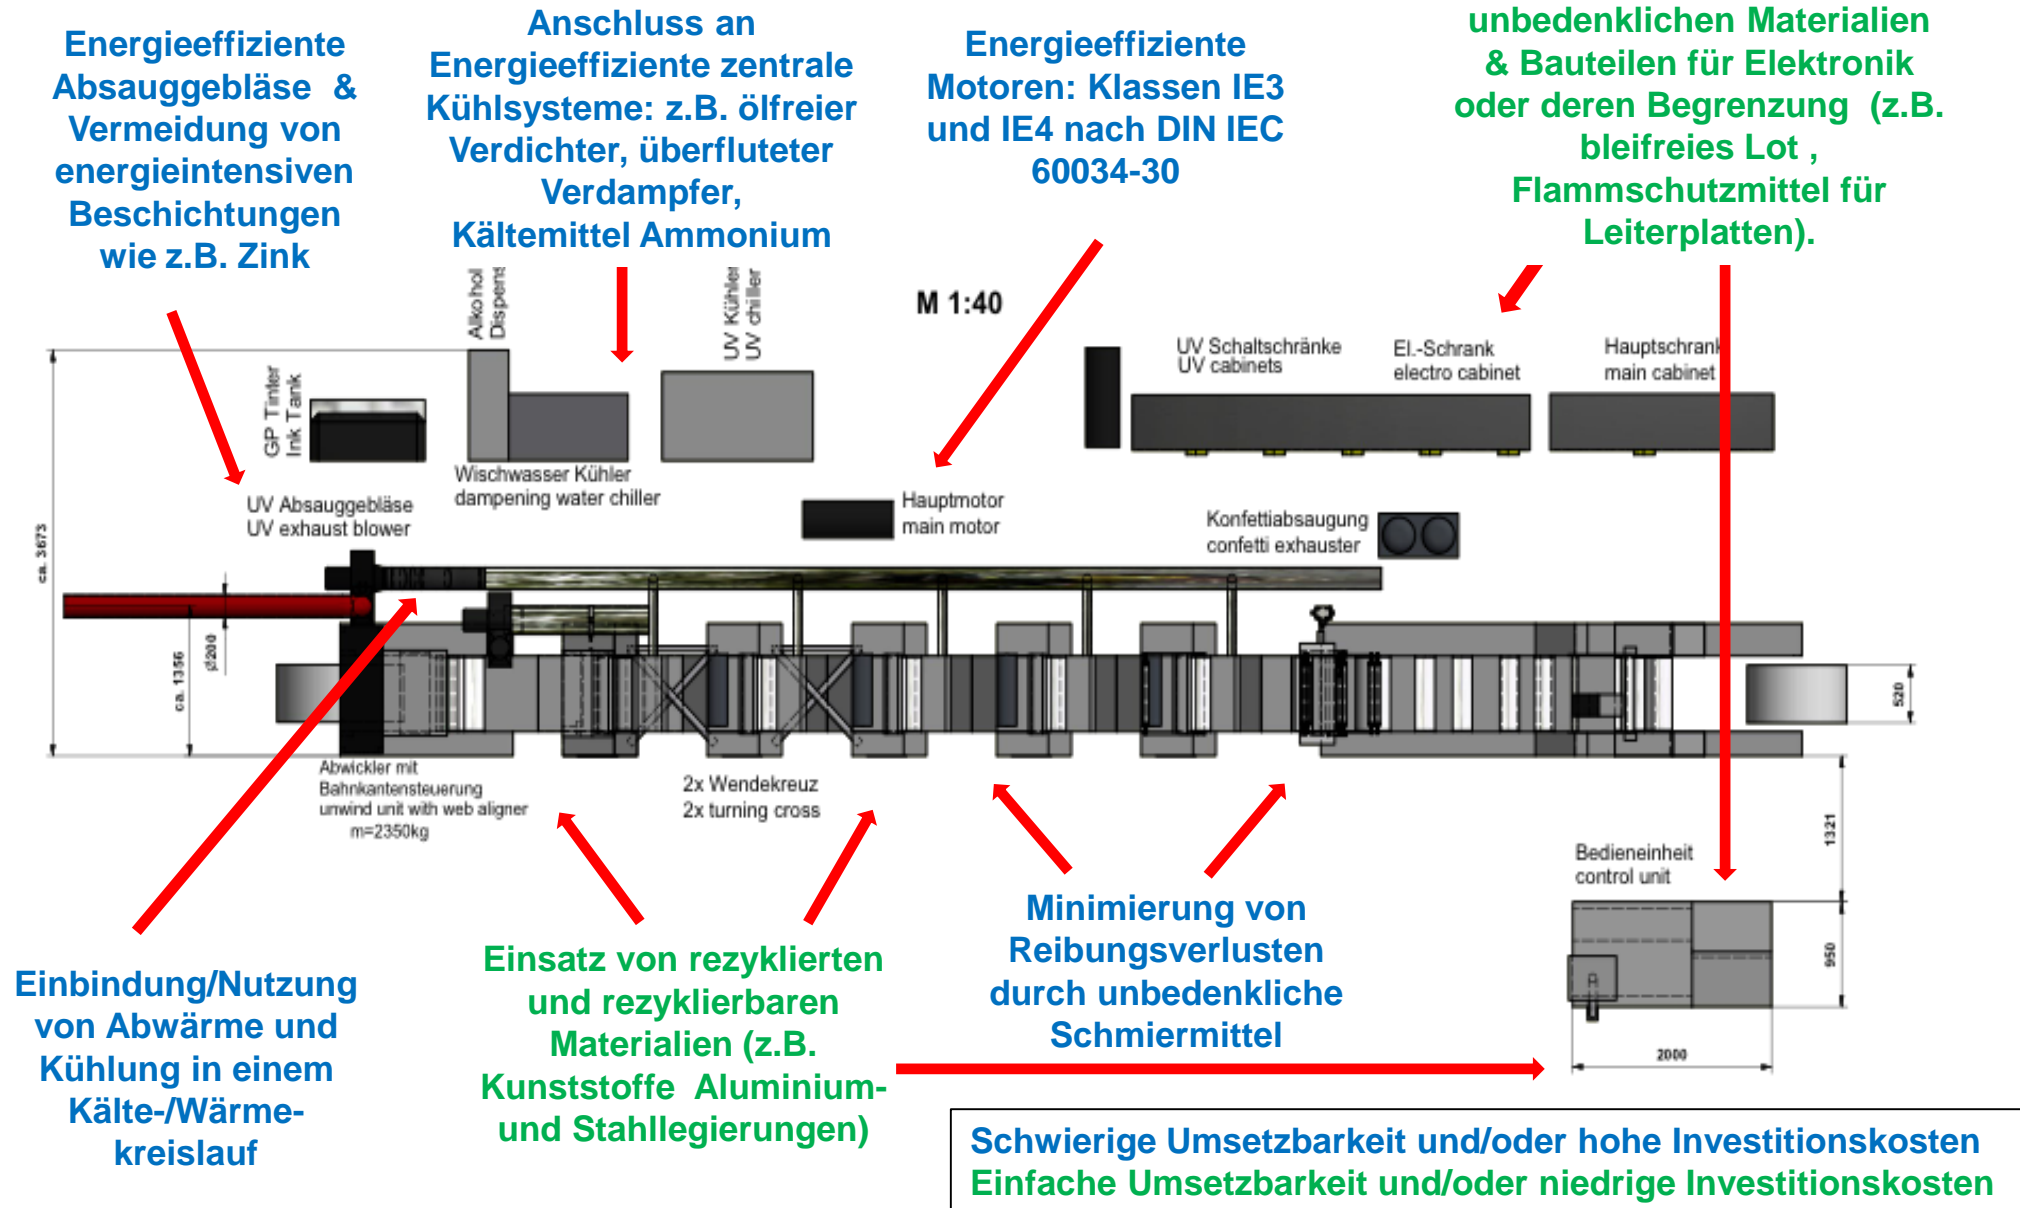 Energieeffiziente
Absauggebläse &
Vermeidung von
energieintensiven
Beschichtungen
wie z.B. Zink
Anschluss an
Energieeffiziente zentrale
Kühlsysteme: z.B. ölfreier
Verdichter, überfluteter
Verdampfer,
Kältemittel Ammonium
Energieeffiziente
Motoren: Klassen IE3
und IE4 nach DIN IEC
60034-30
unbedenklichen Materialien
& Bauteilen für Elektronik
oder deren Begrenzung (z.B.
bleifreies Lot ,
Flammschutzmittel für
Leiterplatten).
M 1:40
GP Tinter
Ink Tank
Alkohol
Dispens
UV Kühler
UV chiller
UV Schaltschränke
UV cabinets
El.-Schrank
electro cabinet
Hauptschrank
main cabinet
Wischwasser Kühler
dampening water chiller
UV Absauggebläse
UV exhaust blower
Hauptmotor
main motor
Konfettiabsaugung
confetti exhauster
ca. 3673
ca. 1356
Ø200
520
Abwickler mit
Bahnkantensteuerung
unwind unit with web aligner
m=2350kg
2x Wendekreuz
2x turning cross
1321
Bedieneinheit
control unit
950
2000
Einbindung/Nutzung
von Abwärme und
Kühlung in einem
Kälte-/Wärme-
kreislauf
Einsatz von rezyklierten
und rezyklierbaren
Materialien (z.B.
Kunststoffe Aluminium-
und Stahllegierungen)
Minimierung von
Reibungsverlusten
durch unbedenkliche
Schmiermittel
Schwierige Umsetzbarkeit und/oder hohe Investitionskosten
Einfache Umsetzbarkeit und/oder niedrige Investitionskosten